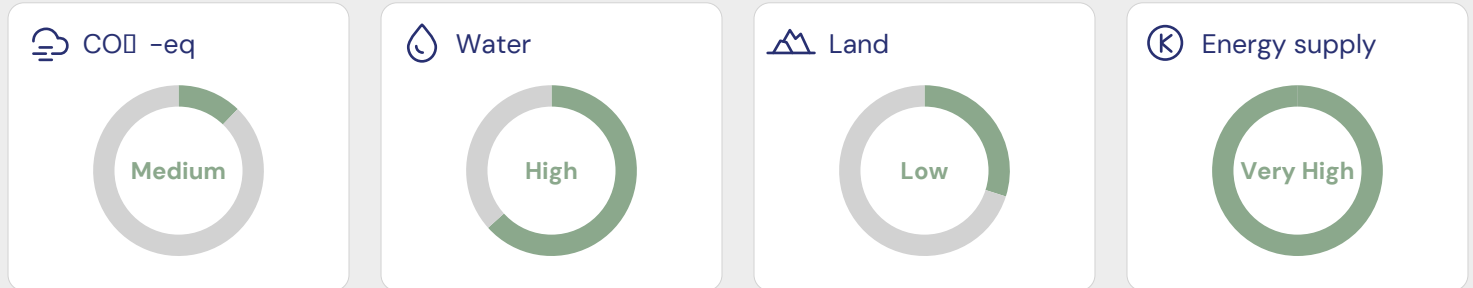 CO▯ -eq
Water
Land
Energy supply
Medium
High
Low
Very High